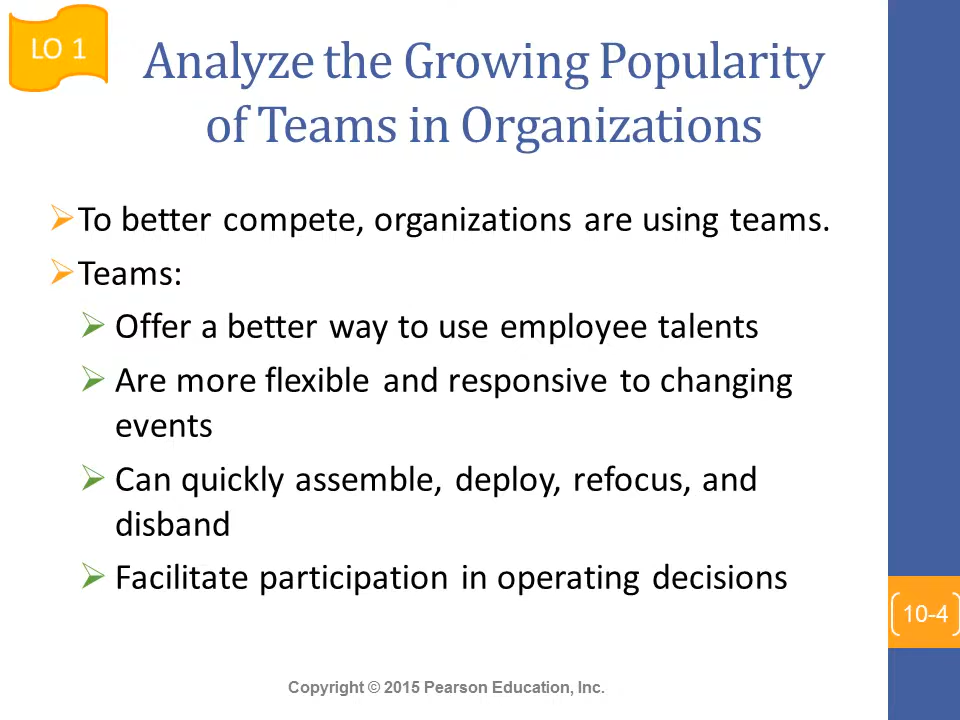 LO 1
Analyze the Growing Popularity
of Teams in Organizations
To better compete, organizations are using teams.
Teams:
Offer a better way to use employee talents
Are more flexible and responsive to changing
events
Can quickly assemble, deploy, refocus, and
disband
Facilitate participation in operating decisions
10-4
Copyright © 2015 Pearson Education, Inc.